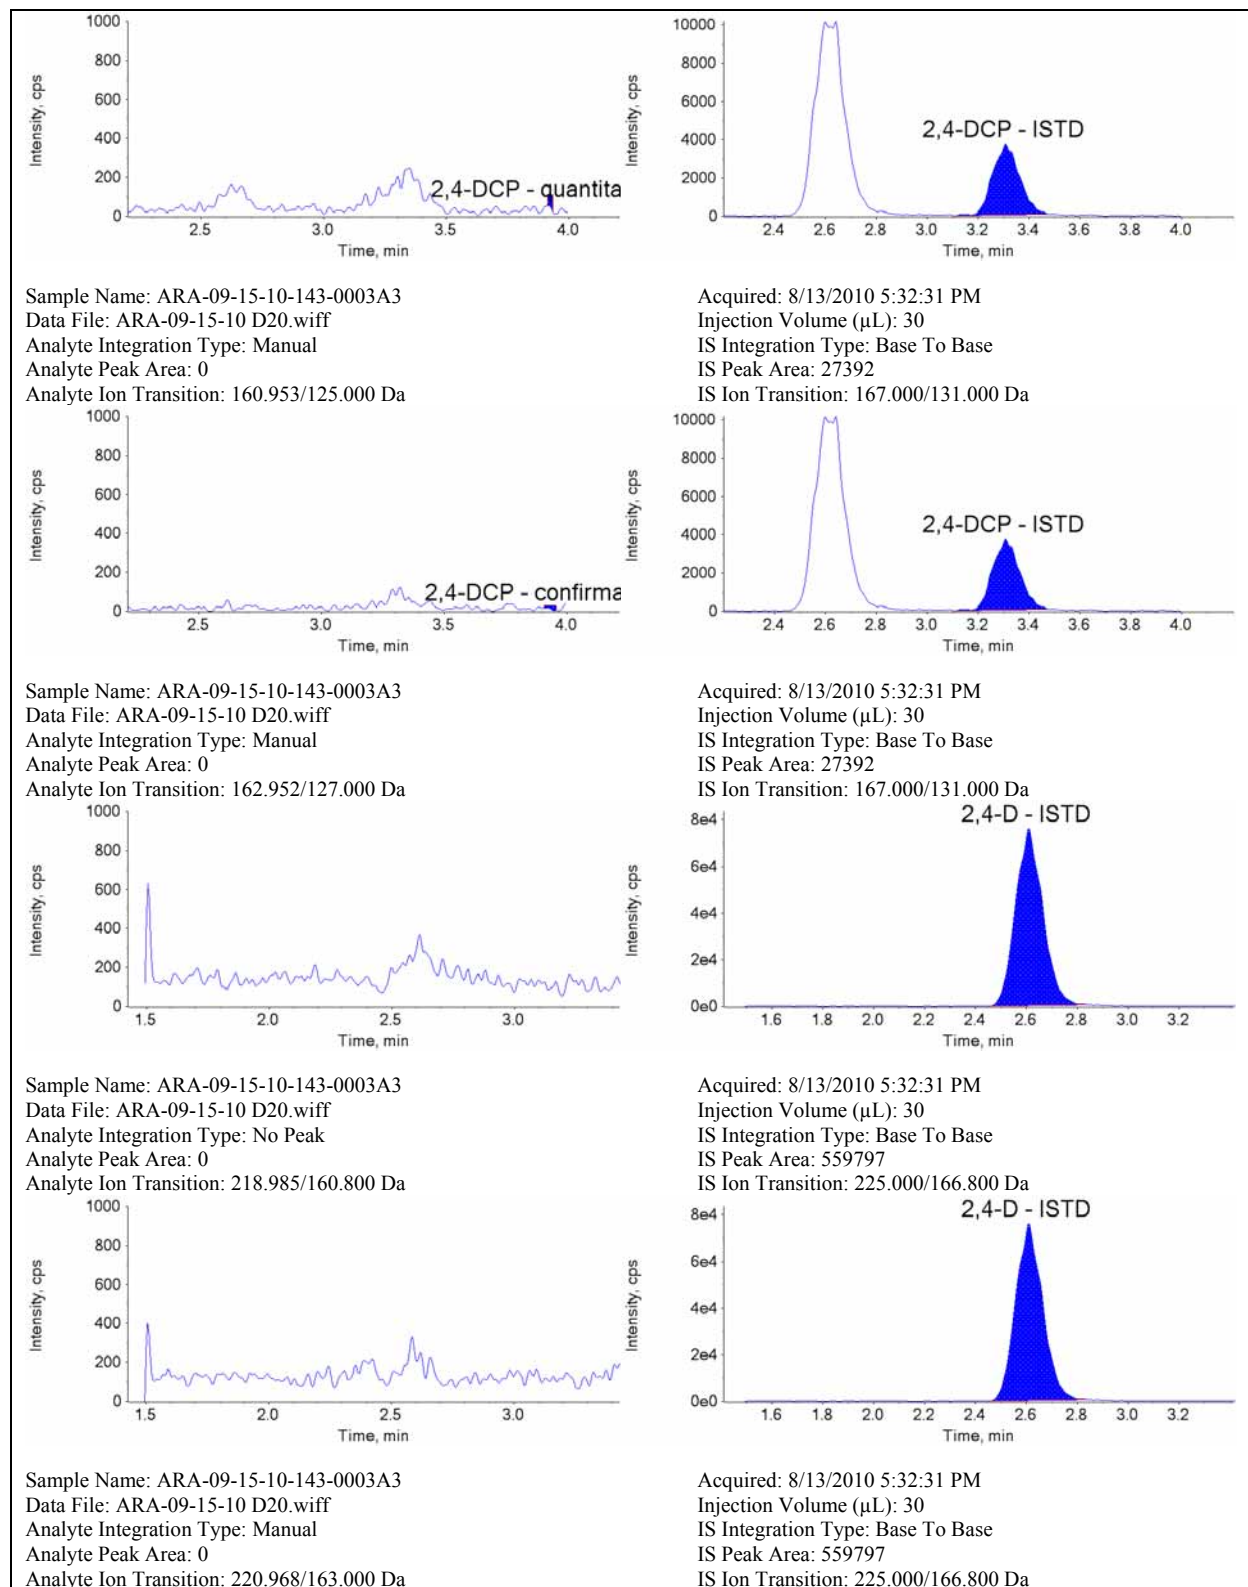 1000
800
600
400
200
0
Intensity, cps
2,4-DCP - quantita
2.5 3.0 3.5 4.0
Time, min
10000
8000
6000
4000
2000
0
Intensity, cps
2,4-DCP - ISTD
2.4 2.6 2.8 3.0 3.2 3.4 3.6 3.8 4.0
Time, min
Sample Name: ARA-09-15-10-143-0003A3
Data File: ARA-09-15-10 D20.wiff
Analyte Integration Type: Manual
Analyte Peak Area: 0
Analyte Ion Transition: 160.953/125.000 Da
Acquired: 8/13/2010 5:32:31 PM
Injection Volume (µL): 30
IS Integration Type: Base To Base
IS Peak Area: 27392
IS Ion Transition: 167.000/131.000 Da
1000
800
600
400
200
0
Intensity, cps
2,4-DCP - confirma
2.5 3.0 3.5 4.0
Time, min
10000
8000
6000
4000
2000
0
Intensity, cps
2,4-DCP - ISTD
2.4 2.6 2.8 3.0 3.2 3.4 3.6 3.8 4.0
Time, min
Sample Name: ARA-09-15-10-143-0003A3
Data File: ARA-09-15-10 D20.wiff
Analyte Integration Type: Manual
Analyte Peak Area: 0
Analyte Ion Transition: 162.952/127.000 Da
Acquired: 8/13/2010 5:32:31 PM
Injection Volume (µL): 30
IS Integration Type: Base To Base
IS Peak Area: 27392
IS Ion Transition: 167.000/131.000 Da
1000
800
600
400
200
0
Intensity, cps
1.5 2.0 2.5 3.0
Time, min
8e4
6e4
4e4
2e4
0e0
Intensity, cps
2,4-D - ISTD
1.6 1.8 2.0 2.2 2.4 2.6 2.8 3.0 3.2
Time, min
Sample Name: ARA-09-15-10-143-0003A3
Data File: ARA-09-15-10 D20.wiff
Analyte Integration Type: No Peak
Analyte Peak Area: 0
Analyte Ion Transition: 218.985/160.800 Da
Acquired: 8/13/2010 5:32:31 PM
Injection Volume (µL): 30
IS Integration Type: Base To Base
IS Peak Area: 559797
IS Ion Transition: 225.000/166.800 Da
1000
800
600
400
200
0
Intensity, cps
1.5 2.0 2.5 3.0
Time, min
8e4
6e4
4e4
2e4
0e0
Intensity, cps
2,4-D - ISTD
1.6 1.8 2.0 2.2 2.4 2.6 2.8 3.0 3.2
Time, min
Sample Name: ARA-09-15-10-143-0003A3
Data File: ARA-09-15-10 D20.wiff
Analyte Integration Type: Manual
Analyte Peak Area: 0
Analyte Ion Transition: 220.968/163.000 Da
Acquired: 8/13/2010 5:32:31 PM
Injection Volume (µL): 30
IS Integration Type: Base To Base
IS Peak Area: 559797
IS Ion Transition: 225.000/166.800 Da